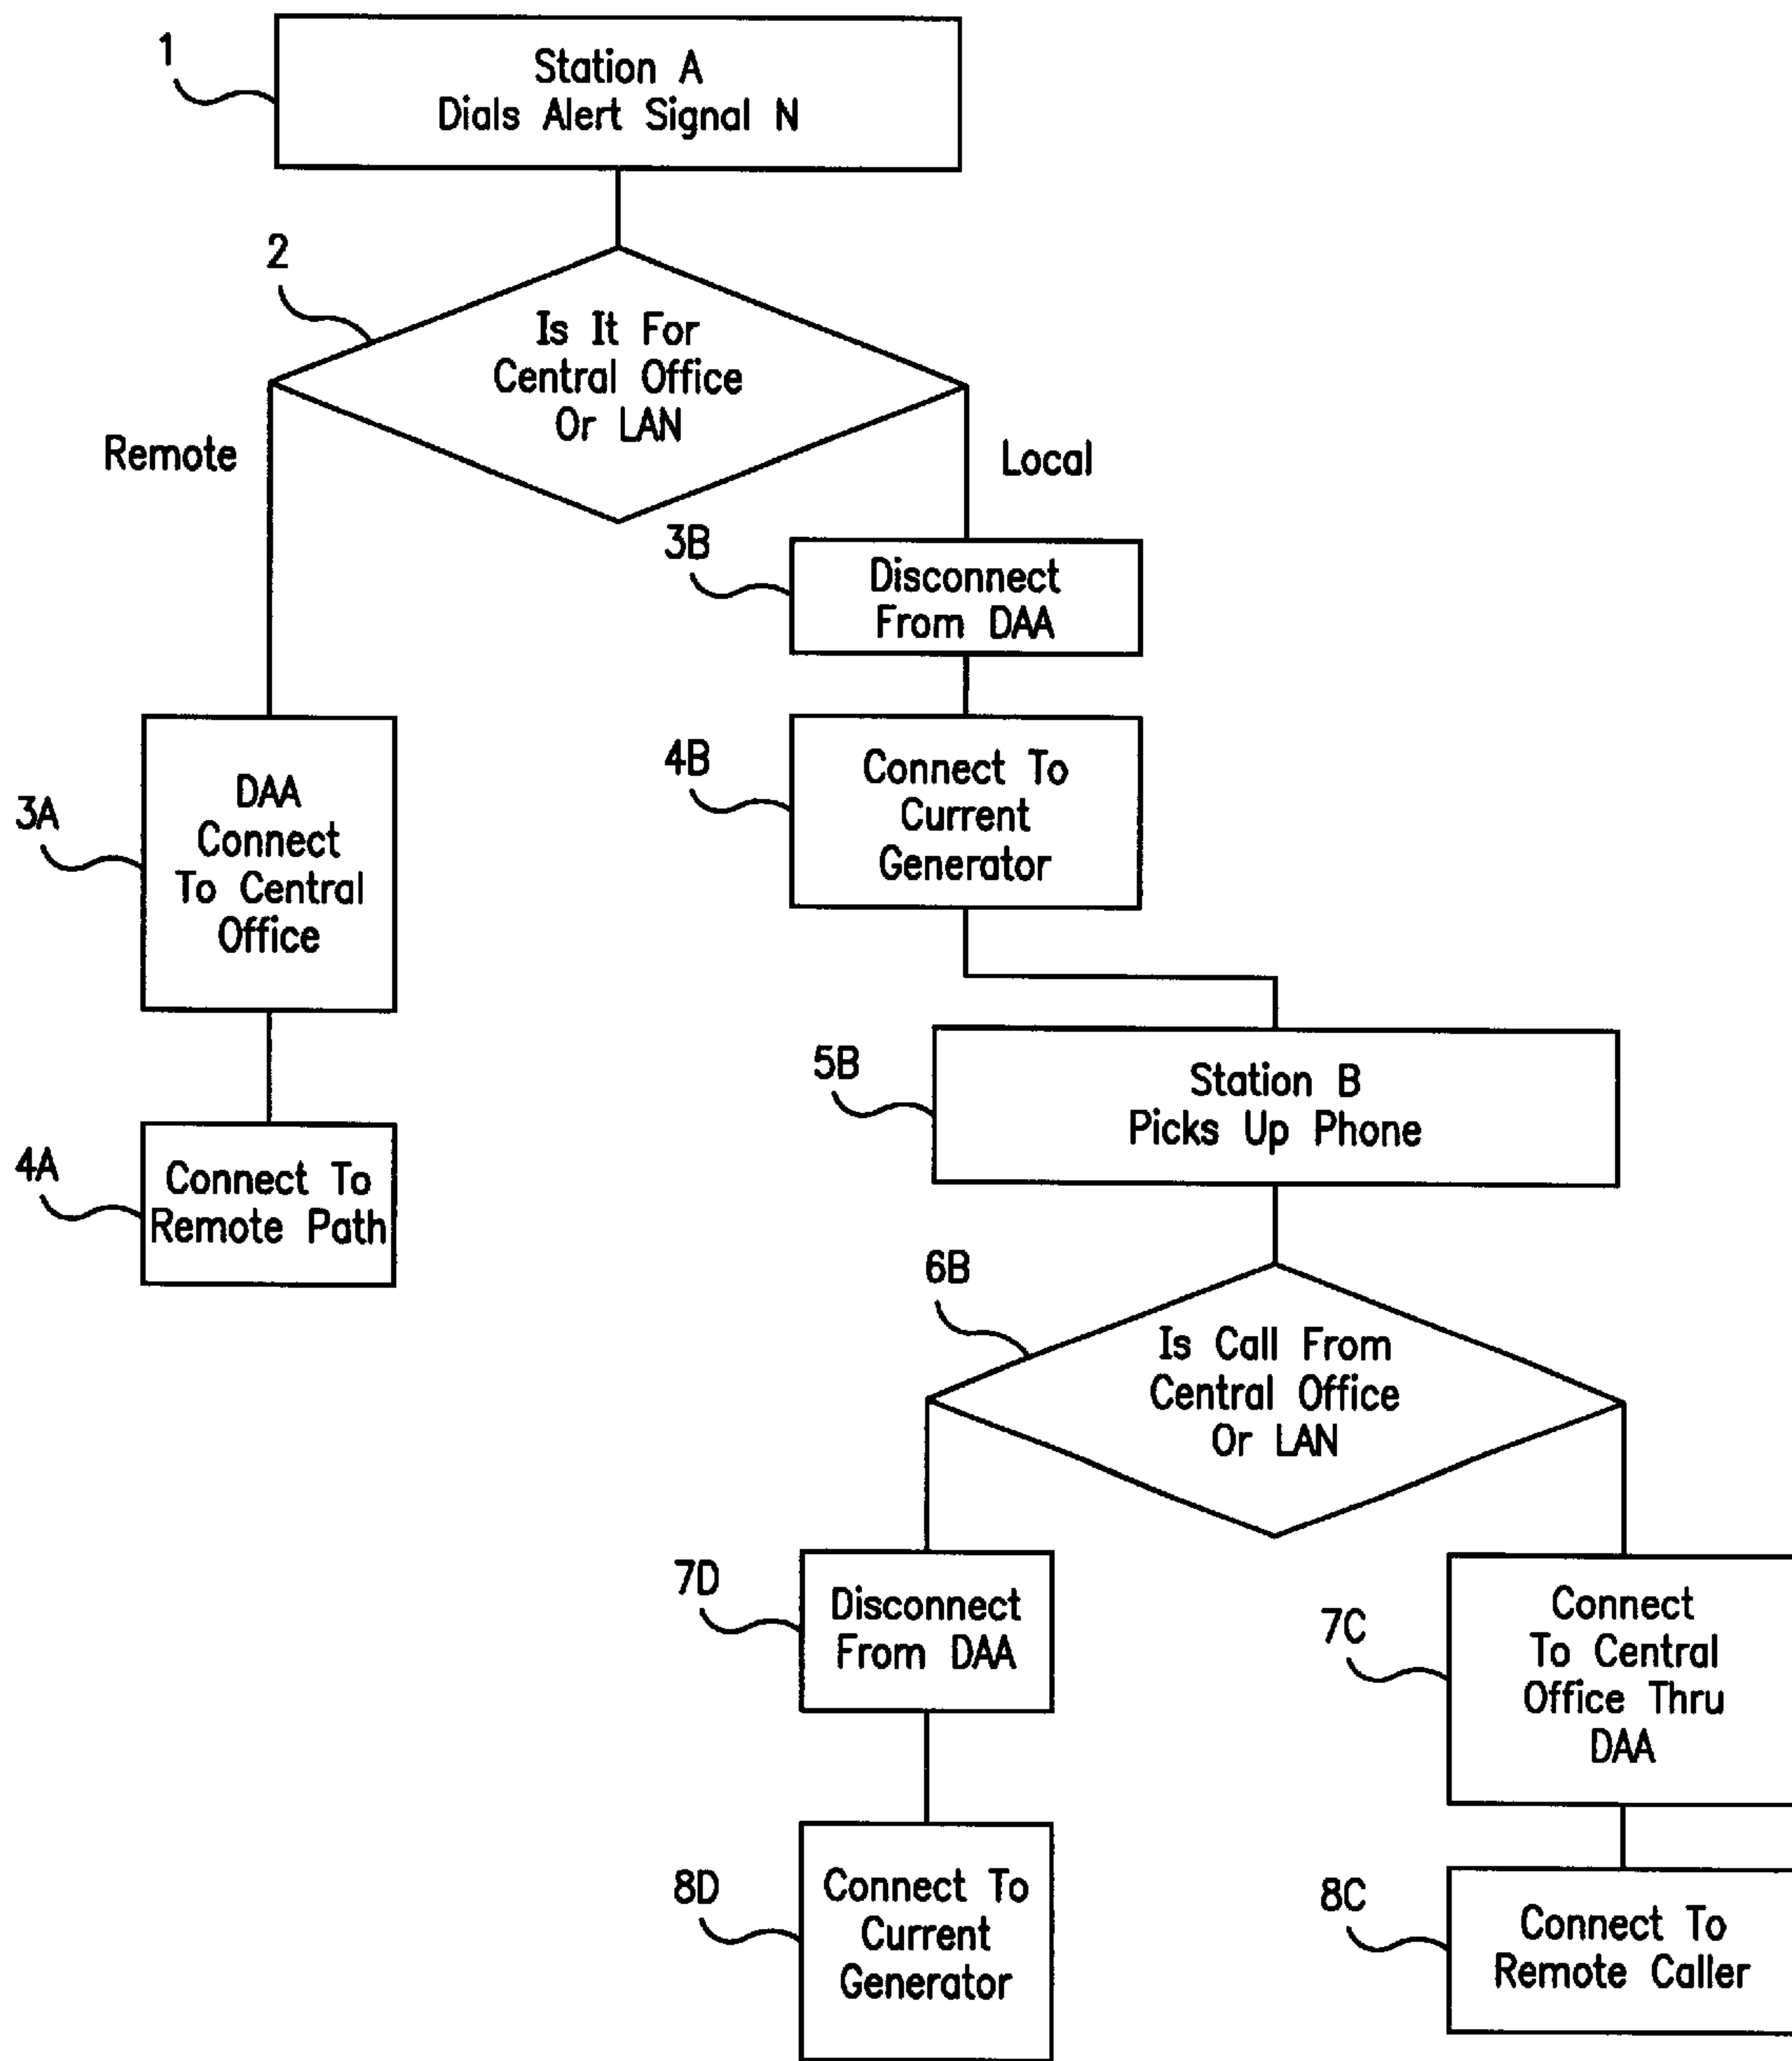 1
Station A
Dials Alert Signal N
2
Is It For
Central Office
Or LAN
Remote
Local
3B
Disconnect
From DAA
3A
DAA
Connect
To Central
Office
4B
Connect To
Current
Generator
4A
Connect To
Remote Path
5B
Station B
Picks Up Phone
6B
Is Call From
Central Office
Or LAN
7D
Disconnect
From DAA
7C
Connect
To Central
Office Thru
DAA
8D
Connect To
Current
Generator
8C
Connect To
Remote Caller